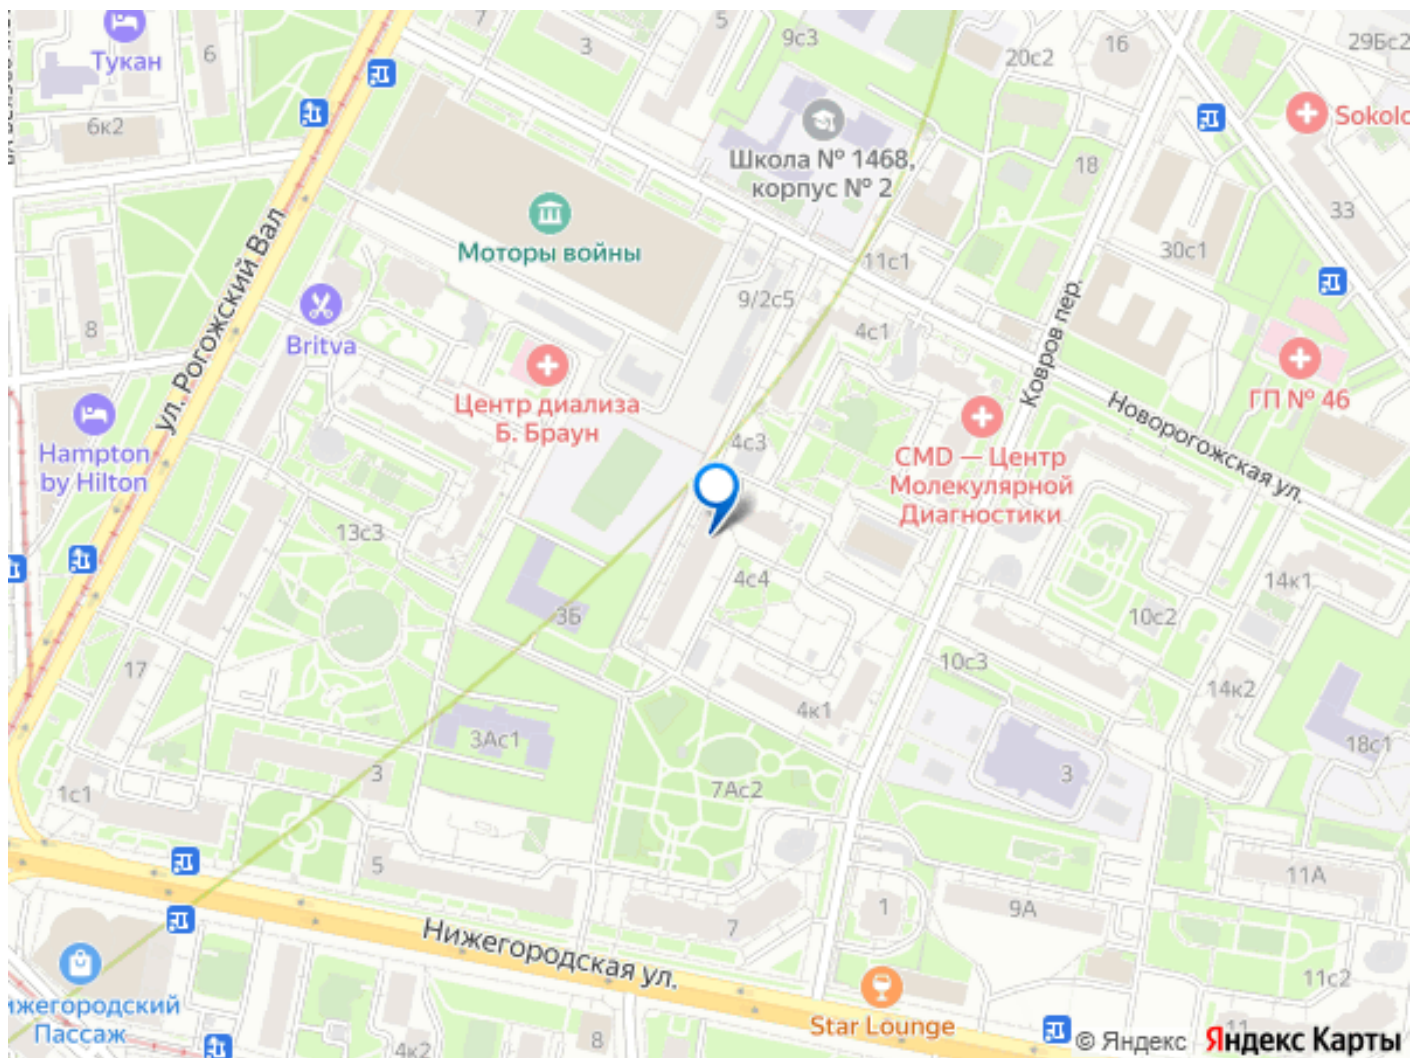 Тукан
6
7
3
5
9с3
20с2
16
29Бс2
6к2
Sokolo
Школа № 1468,
корпус № 2
18
33
Моторы войны
11с1
30с1
ул. Рогожский Вал
9/2с5
8
Britva
4с1
Ковров пер.
ГП № 46
Центр диализа
Б. Браун
Hampton
by Hilton
4с3
CMD — Центр
Молекулярной
Диагностики
Новорогожская ул.
13с3
4с4
14к1
3Б
10с2
17
10с3
14к2
4к1
3Ас1
18с1
3
3
7Ас2
1с1
5
11А
1
9А
7
Нижегородская ул.
11с2
ижегородский
Пассаж
Star Lounge
8
4к2
11
© Яндекс
Яндекс Карты